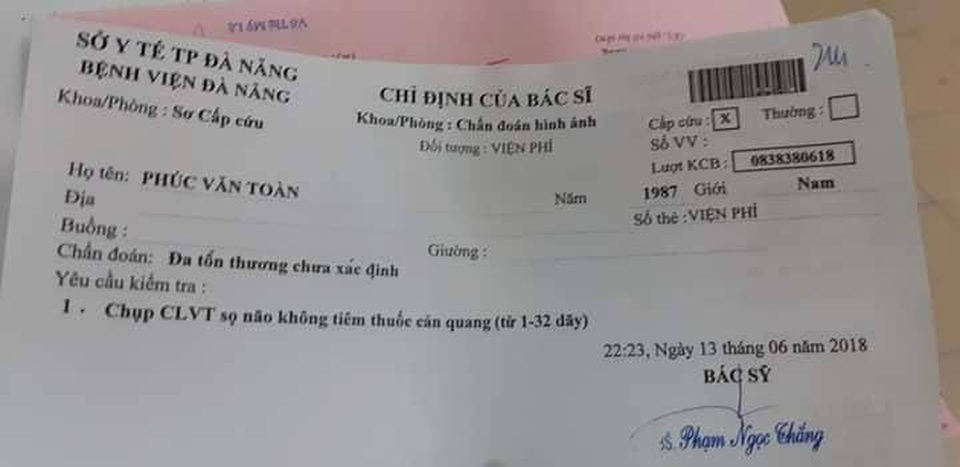 SỞ Y TẾ TP ĐÀ NẴNG
BỆNH VIỆN ĐÀ NẴNG
Khoa/Phòng : Sơ Cấp cứu
CHỈ ĐỊNH CỦA BÁC SĨ
Khoa/Phòng : Chẩn đoán hình ảnh
Đối tượng : VIỆN PHÍ
Cấp cứu : X Thường :
Số VV :
Lượt KCB : 0838380618
Họ tên: PHÚC VĂN TOÀN
Năm 1987 Giới Nam
Địa
Số thẻ :VIỆN PHÍ
Buồng :
Giường :
Chẩn đoán: Đa tổn thương chưa xác định
Yêu cầu kiểm tra :
1 . Chụp CLVT sọ não không tiêm thuốc cản quang (từ 1-32 dãy)
22:23, Ngày 13 tháng 06 năm 2018
BÁC SỸ
BS. Phạm Ngọc Thắng